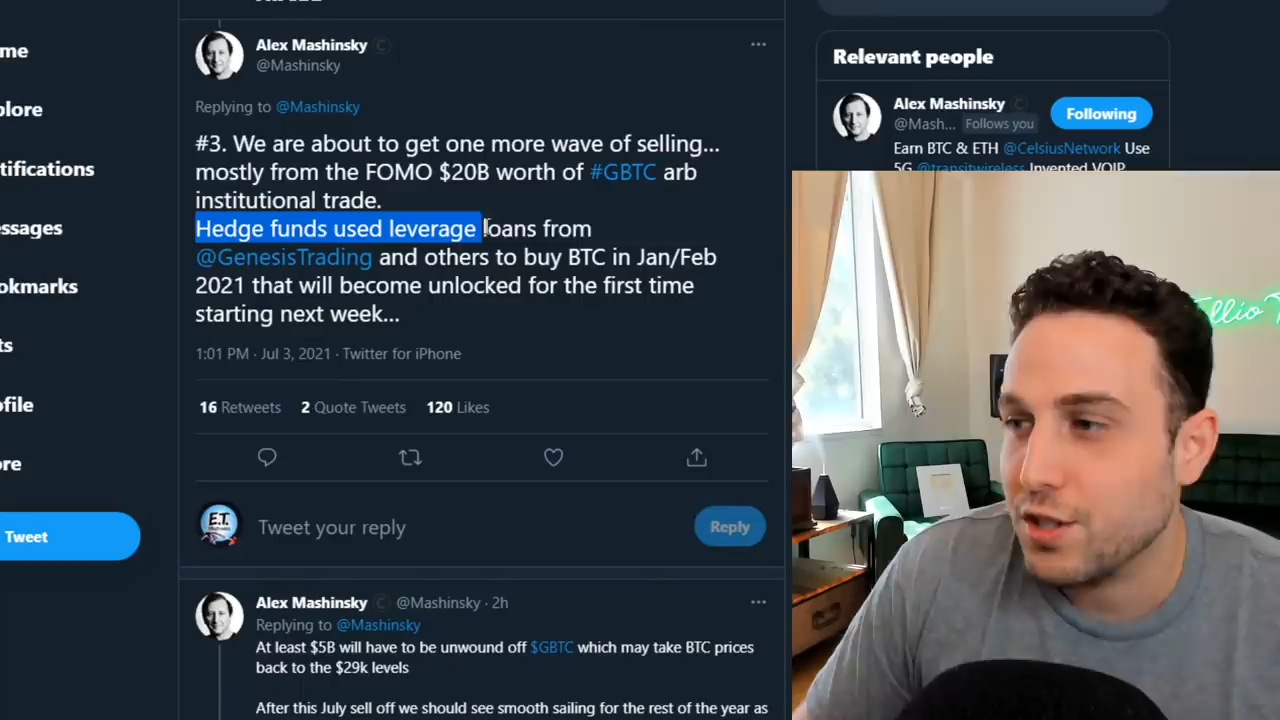 me
plore
tifications
essages
okmarks
ts
ofile
ore
Tweet
Alex Mashinsky
@Mashinsky
Replying to @Mashinsky
#3. We are about to get one more wave of selling...
mostly from the FOMO $20B worth of #GBTC arb
institutional trade.
Hedge funds used leverage loans from
@GenesisTrading and others to buy BTC in Jan/Feb
2021 that will become unlocked for the first time
starting next week...
1:01 PM · Jul 3, 2021 · Twitter for iPhone
16 Retweets 2 Quote Tweets 120 Likes
E.T.
Tweet your reply
Reply
Alex Mashinsky @Mashinsky · 2h
Replying to @Mashinsky
At least $5B will have to be unwound off $GBTC which may take BTC prices
back to the $29k levels
After this July sell off we should see smooth sailing for the rest of the year as
Relevant people
Alex Mashinsky
@Mash... Follows you
Following
Earn BTC & ETH @CelsiusNetwork Use
5G @transitwireless Invented VOIP